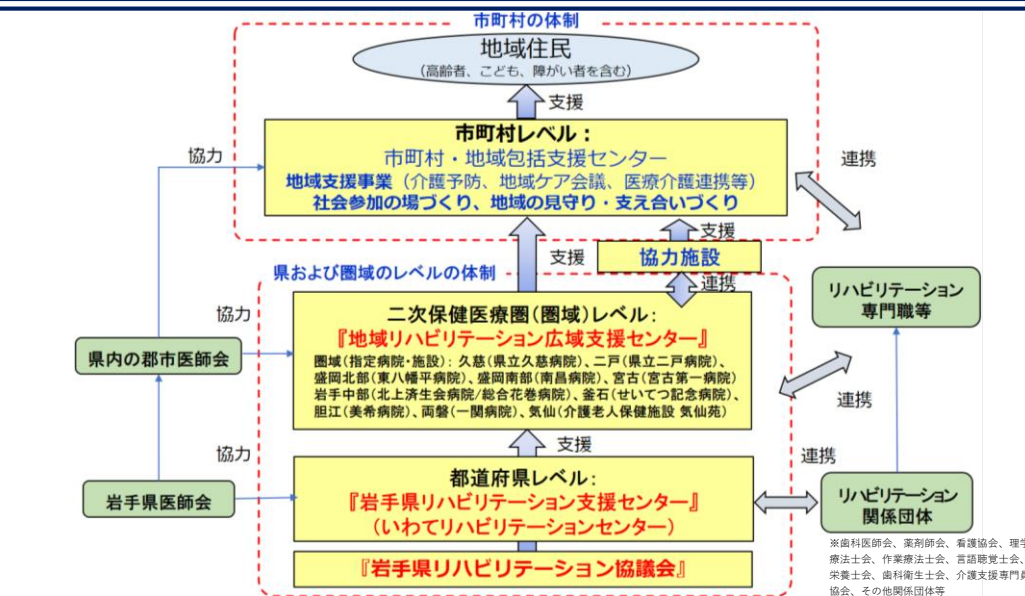 市町村の体制
地域住民
(高齢者、こども、障がい者を含む)
支援
市町村レベル：
市町村・地域包括支援センター
地域支援事業（介護予防、地域ケア会議、医療介護連携等）
社会参加の場づくり、地域の見守り・支え合いづくり
協力
連携
支援
支援
協力施設
連携
県および圏域のレベルの体制
二次保健医療圏(圏域)レベル：
『地域リハビリテーション広域支援センター』
圏域(指定病院・施設)：久慈(県立久慈病院)、二戸(県立二戸病院)、
盛岡北部(東八幡平病院)、盛岡南部(南昌病院)、宮古(宮古第一病院)
岩手中部(北上済生会病院/総合花巻病院)、釜石(せいてつ記念病院)、
胆江(美希病院)、両磐(一関病院)、気仙(介護老人保健施設 気仙苑)
協力
県内の郡市医師会
リハビリテーション
専門職等
連携
支援
連携
協力
都道府県レベル：
『岩手県リハビリテーション支援センター』
(いわてリハビリテーションセンター)
岩手県医師会
リハビリテーション
関係団体
『岩手県リハビリテーション協議会』
※歯科医師会、薬剤師会、看護協会、理学
療法士会、作業療法士会、言語聴覚士会、
栄養士会、歯科衛生士会、介護支援専門員
協会、その他関係団体等